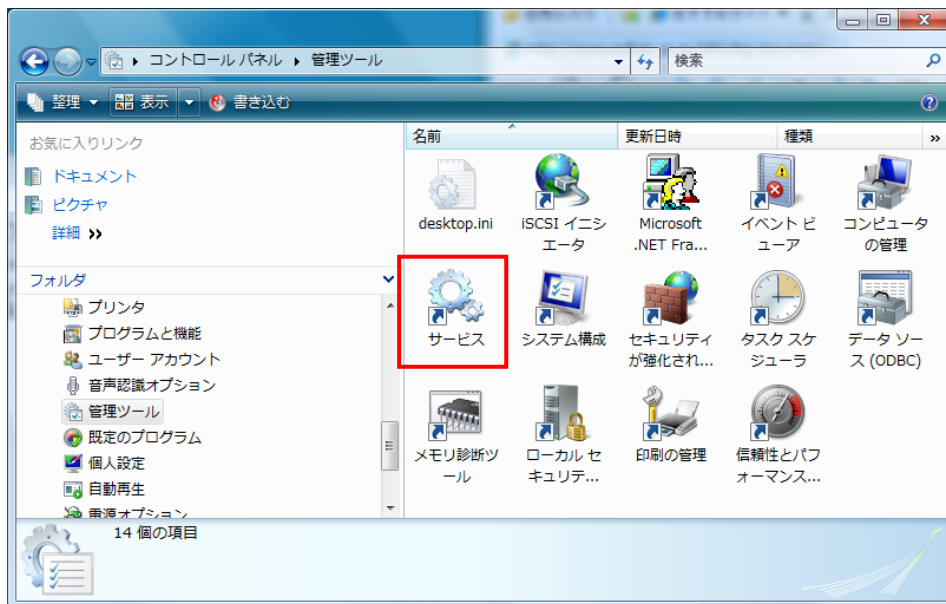 コントロール パネル ▸ 管理ツール
検索
整理 表示 書き込む
お気に入りリンク
ドキュメント
ピクチャ
詳細 »
フォルダ
プリンタ
プログラムと機能
ユーザー アカウント
音声認識オプション
管理ツール
既定のプログラム
個人設定
自動再生
電源オプション
名前 更新日時 種類 »
desktop.ini
iSCSI イニシ
エータ
Microsoft
.NET Fra...
イベント ビ
ューア
コンピュータ
の管理
サービス
システム構成
セキュリティ
が強化され...
タスク スケ
ジューラ
データ ソー
ス (ODBC)
メモリ診断ツ
ール
ローカル セ
キュリテ...
印刷の管理
信頼性とパフ
ォーマンス...
14 個の項目